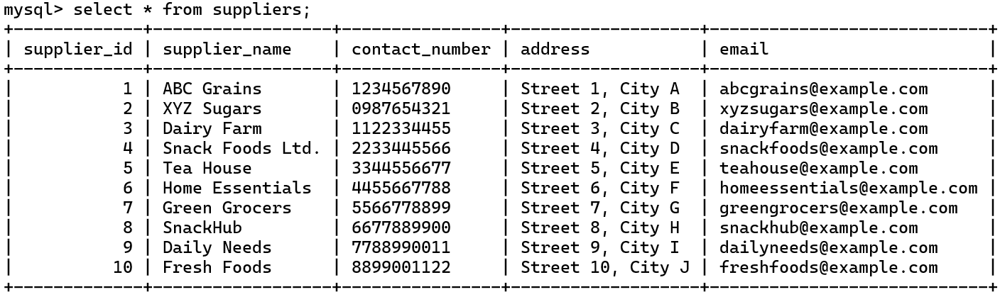 mysql> select * from suppliers;
+-------------+------------------+----------------+--------------------+----------------------------+
| supplier_id | supplier_name    | contact_number | address            | email                      |
+-------------+------------------+----------------+--------------------+----------------------------+
|           1 | ABC Grains       | 1234567890     | Street 1, City A   | abcgrains@example.com      |
|           2 | XYZ Sugars       | 0987654321     | Street 2, City B   | xyzsugars@example.com      |
|           3 | Dairy Farm       | 1122334455     | Street 3, City C   | dairyfarm@example.com      |
|           4 | Snack Foods Ltd. | 2233445566     | Street 4, City D   | snackfoods@example.com     |
|           5 | Tea House        | 3344556677     | Street 5, City E   | teahouse@example.com       |
|           6 | Home Essentials  | 4455667788     | Street 6, City F   | homeessentials@example.com |
|           7 | Green Grocers    | 5566778899     | Street 7, City G   | greengrocers@example.com   |
|           8 | SnackHub         | 6677889900     | Street 8, City H   | snackhub@example.com       |
|           9 | Daily Needs      | 7788990011     | Street 9, City I   | dailyneeds@example.com     |
|          10 | Fresh Foods      | 8899001122     | Street 10, City J  | freshfoods@example.com     |
+-------------+------------------+----------------+--------------------+----------------------------+